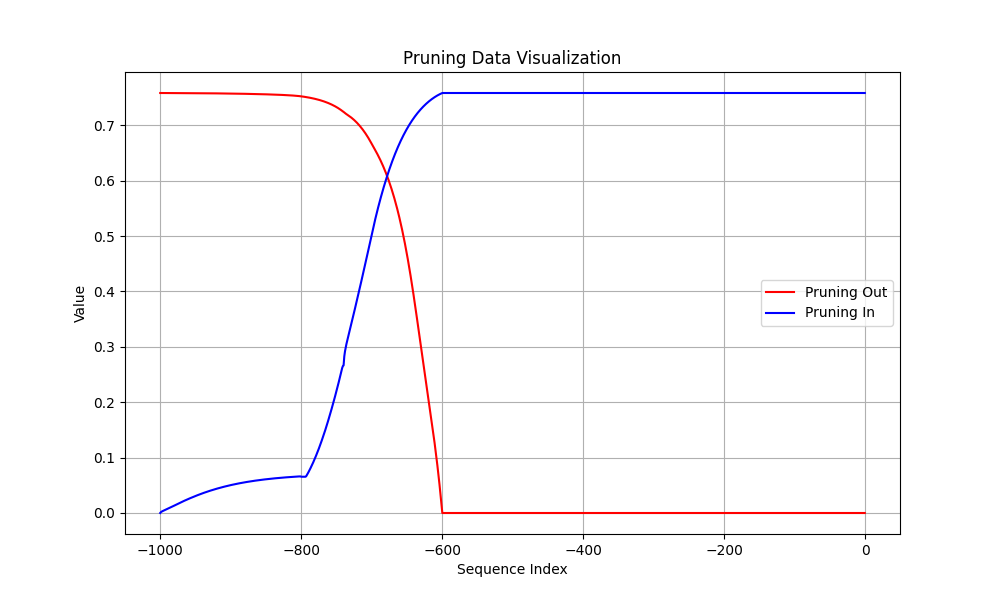 Pruning Data Visualization
Value
0.7
0.6
0.5
0.4
0.3
0.2
0.1
0.0
Pruning Out
Pruning In
−1000 −800 −600 −400 −200 0
Sequence Index